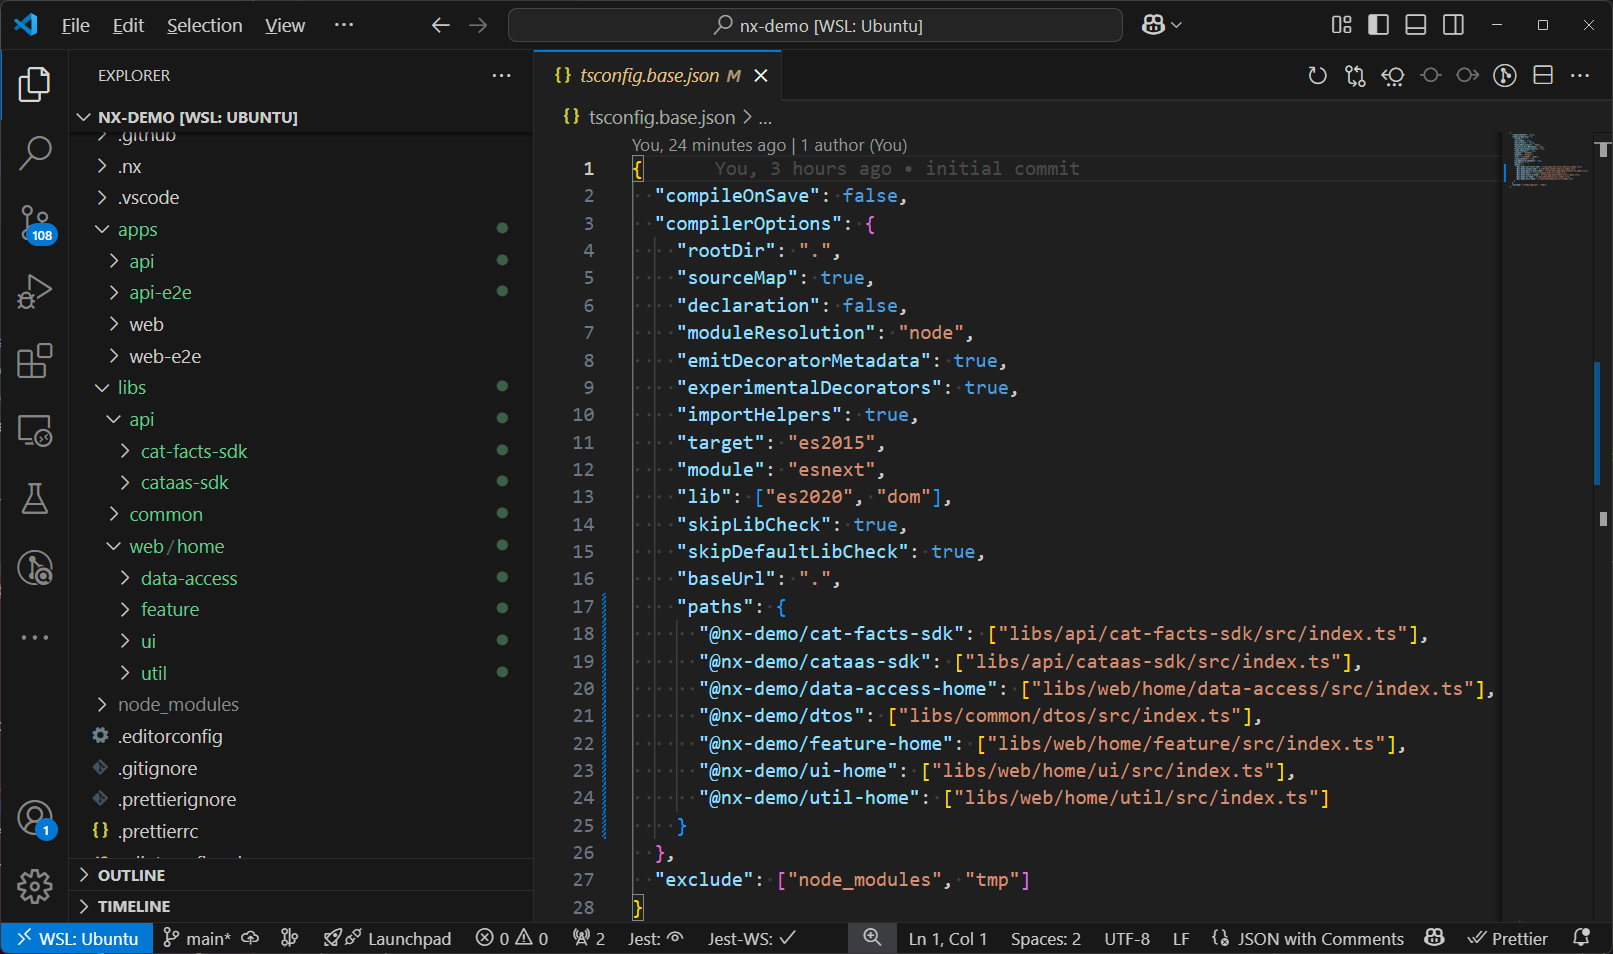 File Edit Selection View ···
nx-demo [WSL: Ubuntu]
EXPLORER
NX-DEMO [WSL: UBUNTU]
.github
.nx
.vscode
apps
api
api-e2e
web
web-e2e
libs
api
cat-facts-sdk
cataas-sdk
common
web/home
data-access
feature
ui
util
node_modules
.editorconfig
.gitignore
.prettierignore
.prettierrc
OUTLINE
TIMELINE
108
1
tsconfig.base.json M
tsconfig.base.json > ...
You, 24 minutes ago | 1 author (You)
1 { You, 3 hours ago • initial commit
2 "compileOnSave": false,
3 "compilerOptions": {
4 "rootDir": ".",
5 "sourceMap": true,
6 "declaration": false,
7 "moduleResolution": "node",
8 "emitDecoratorMetadata": true,
9 "experimentalDecorators": true,
10 "importHelpers": true,
11 "target": "es2015",
12 "module": "esnext",
13 "lib": ["es2020", "dom"],
14 "skipLibCheck": true,
15 "skipDefaultLibCheck": true,
16 "baseUrl": ".",
17 "paths": {
18 "@nx-demo/cat-facts-sdk": ["libs/api/cat-facts-sdk/src/index.ts"],
19 "@nx-demo/cataas-sdk": ["libs/api/cataas-sdk/src/index.ts"],
20 "@nx-demo/data-access-home": ["libs/web/home/data-access/src/index.ts"],
21 "@nx-demo/dtos": ["libs/common/dtos/src/index.ts"],
22 "@nx-demo/feature-home": ["libs/web/home/feature/src/index.ts"],
23 "@nx-demo/ui-home": ["libs/web/home/ui/src/index.ts"],
24 "@nx-demo/util-home": ["libs/web/home/util/src/index.ts"]
25 }
26 },
27 "exclude": ["node_modules", "tmp"]
28 }
WSL: Ubuntu main* Launchpad 0 0 2 Jest: Jest-WS: Ln 1, Col 1 Spaces: 2 UTF-8 LF JSON with Comments Prettier